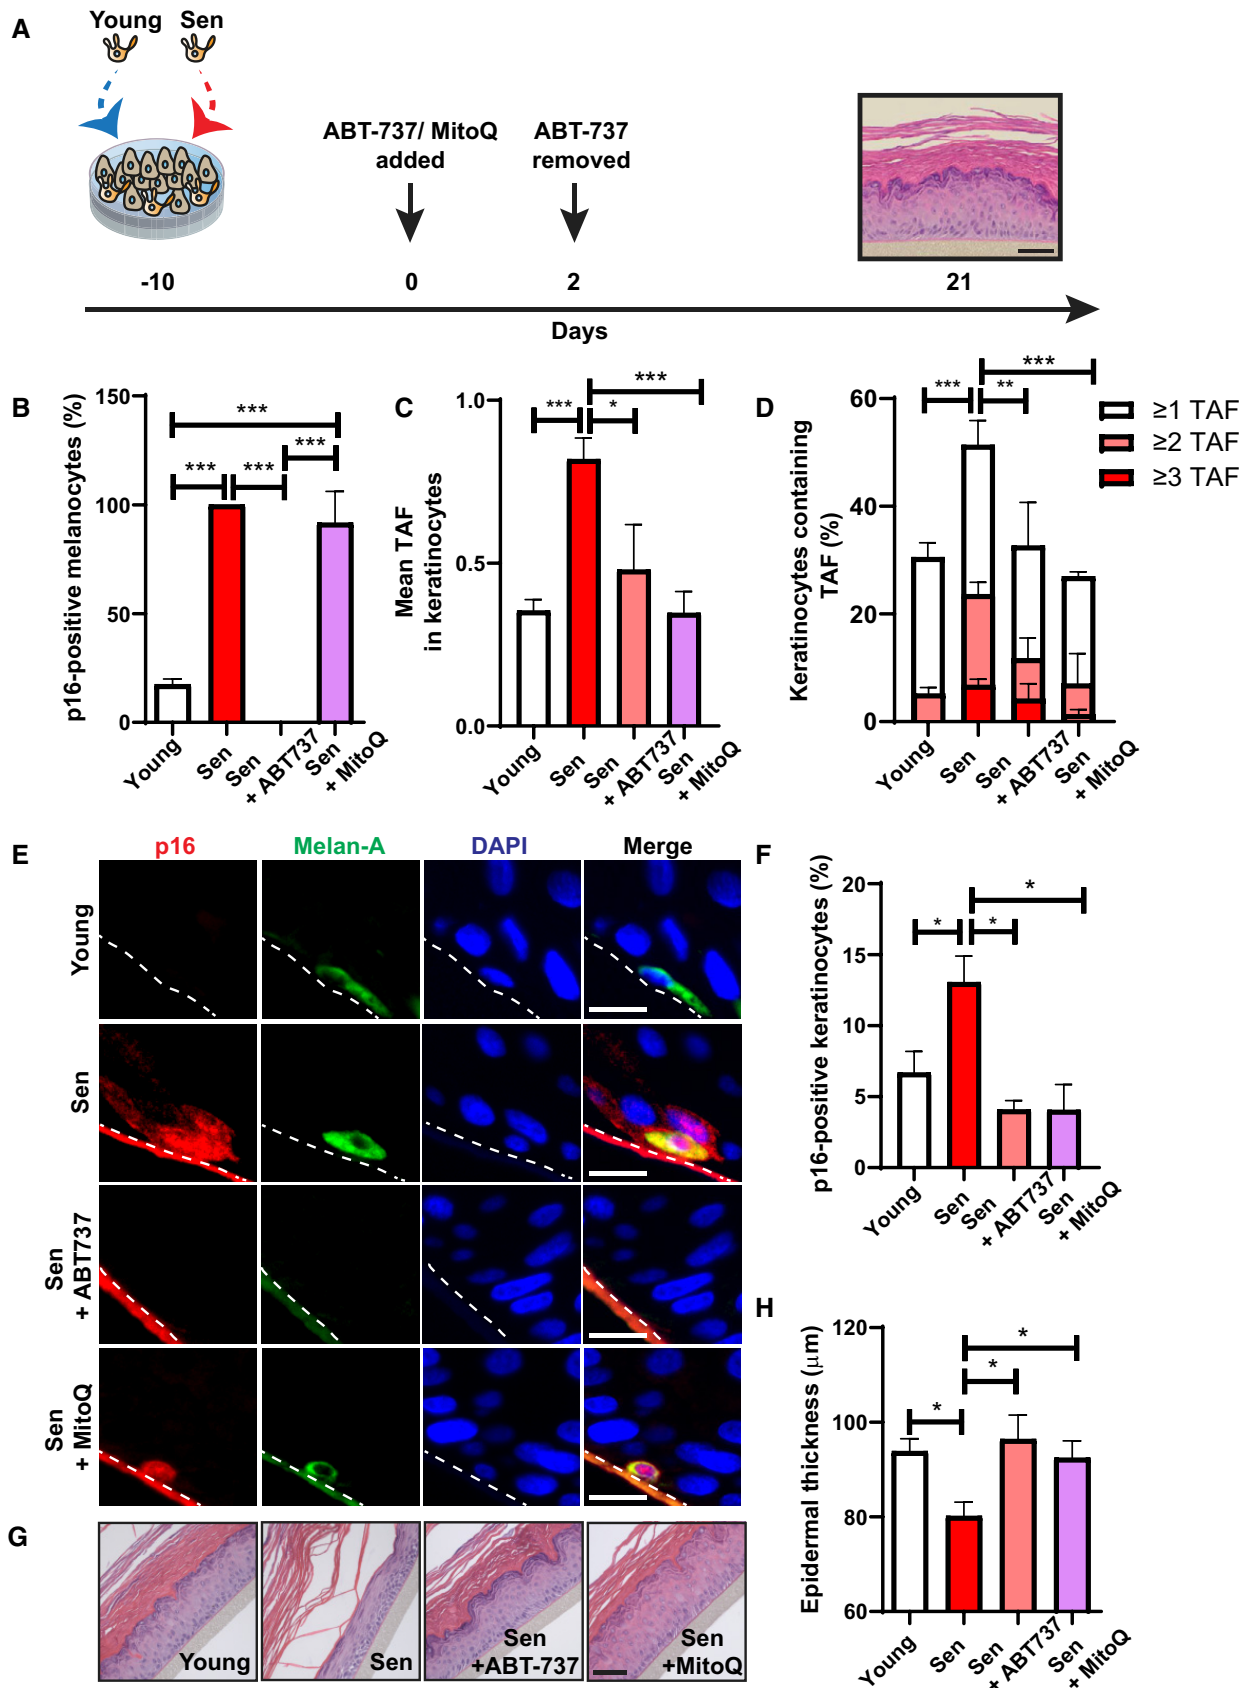 A
Young Sen
ABT-737/ MitoQ
added
ABT-737
removed
-10 0 2 21
Days
B
p16-positive melanocytes (%)
150
100
50
0
***
***
***
***
Young
Sen
Sen
+ ABT737
Sen
+ MitoQ
C
Mean TAF
in keratinocytes
1.0
0.5
0.0
***
***
*
Young
Sen
Sen
+ ABT737
Sen
+ MitoQ
D
Keratinocytes containing
TAF (%)
60
40
20
0
***
***
**
≥1 TAF
≥2 TAF
≥3 TAF
Young
Sen
Sen
+ ABT737
Sen
+ MitoQ
E
p16 Melan-A DAPI Merge
Young
Sen
Sen
+ ABT737
Sen
+ MitoQ
F
p16-positive keratinocytes (%)
20
15
10
5
0
*
*
*
Young
Sen
Sen
+ ABT737
Sen
+ MitoQ
G
Young
Sen
Sen
+ABT-737
Sen
+MitoQ
H
Epidermal thickness (μm)
120
100
80
60
*
*
*
Young
Sen
Sen
+ ABT737
Sen
+ MitoQ